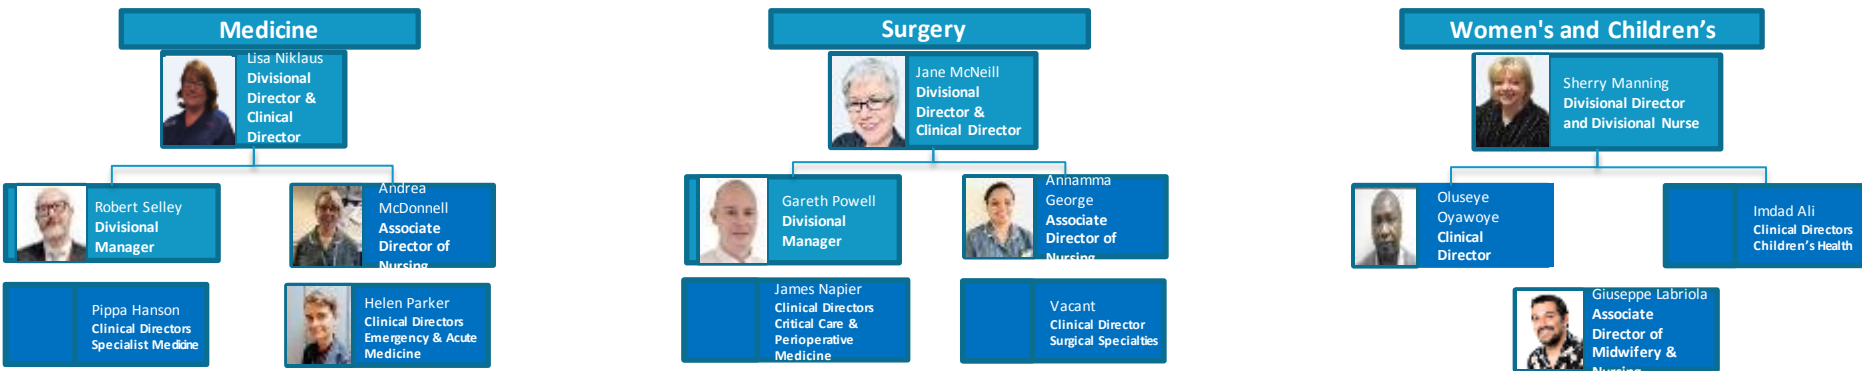 Medicine
Lisa Niklaus
Divisional
Director &
Clinical
Director
Robert Selley
Divisional
Manager
Andrea
McDonnell
Associate
Director of
Nursing
Pippa Hanson
Clinical Directors
Specialist Medicine
Helen Parker
Clinical Directors
Emergency & Acute
Medicine
Surgery
Jane McNeill
Divisional
Director &
Clinical Director
Gareth Powell
Divisional
Manager
Annamma
George
Associate
Director of
Nursing
James Napier
Clinical Directors
Critical Care &
Perioperative
Medicine
Vacant
Clinical Director
Surgical Specialties
Women's and Children’s
Sherry Manning
Divisional Director
and Divisional Nurse
Oluseye
Oyawoye
Clinical
Director
Imdad Ali
Clinical Directors
Children’s Health
Giuseppe Labriola
Associate
Director of
Midwifery &
Nursing